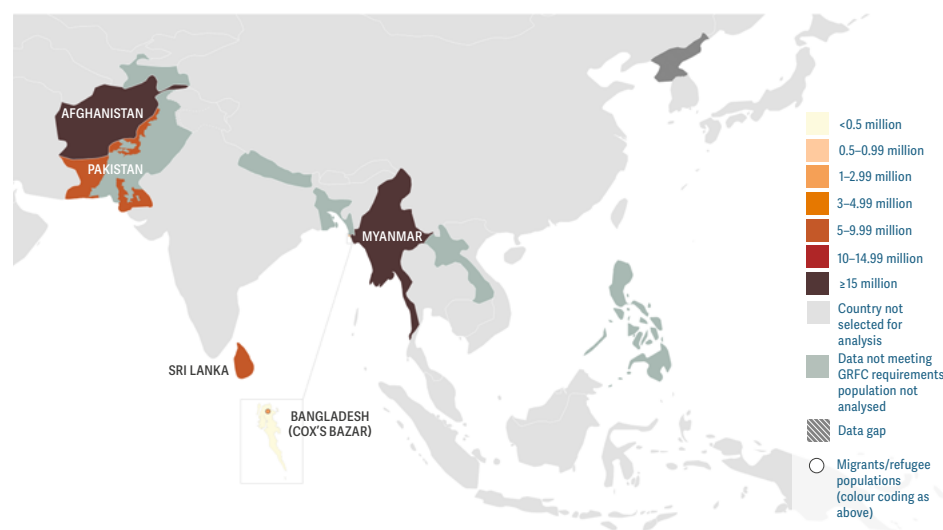 AFGHANISTAN
PAKISTAN
MYANMAR
SRI LANKA
BANGLADESH
(COX'S BAZAR)
<0.5 million
0.5–0.99 million
1–2.99 million
3–4.99 million
5–9.99 million
10–14.99 million
≥15 million
Country not
selected for
analysis
Data not meeting
GRFC requirements
population not
analysed
Data gap
Migrants/refugee
populations
(colour coding as
above)